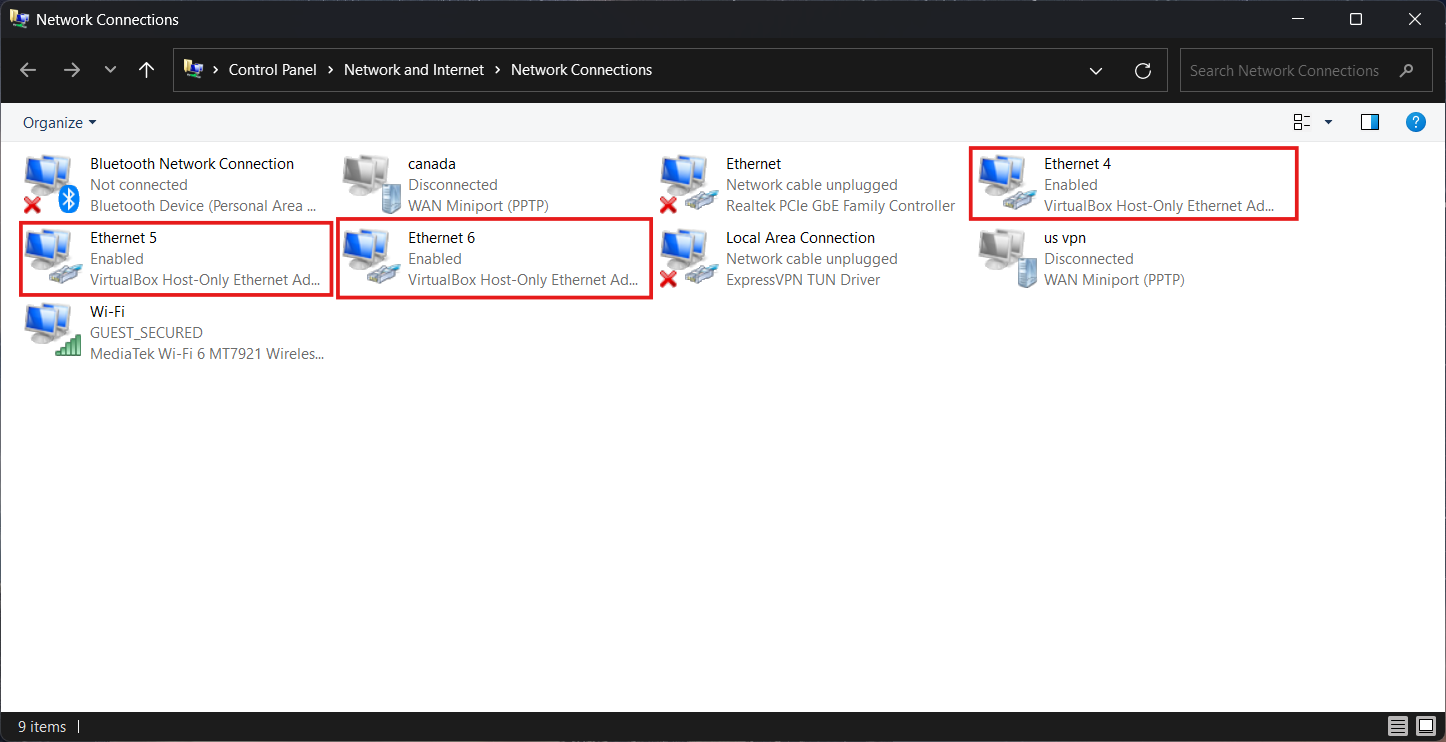 Network Connections
Control Panel > Network and Internet > Network Connections
Search Network Connections
Organize
?
Bluetooth Network Connection
Not connected
Bluetooth Device (Personal Area ...
canada
Disconnected
WAN Miniport (PPTP)
Ethernet
Network cable unplugged
Realtek PCIe GbE Family Controller
Ethernet 4
Enabled
VirtualBox Host-Only Ethernet Ad...
Ethernet 5
Enabled
VirtualBox Host-Only Ethernet Ad...
Ethernet 6
Enabled
VirtualBox Host-Only Ethernet Ad...
Local Area Connection
Network cable unplugged
ExpressVPN TUN Driver
us vpn
Disconnected
WAN Miniport (PPTP)
Wi-Fi
GUEST_SECURED
MediaTek Wi-Fi 6 MT7921 Wireles...
9 items